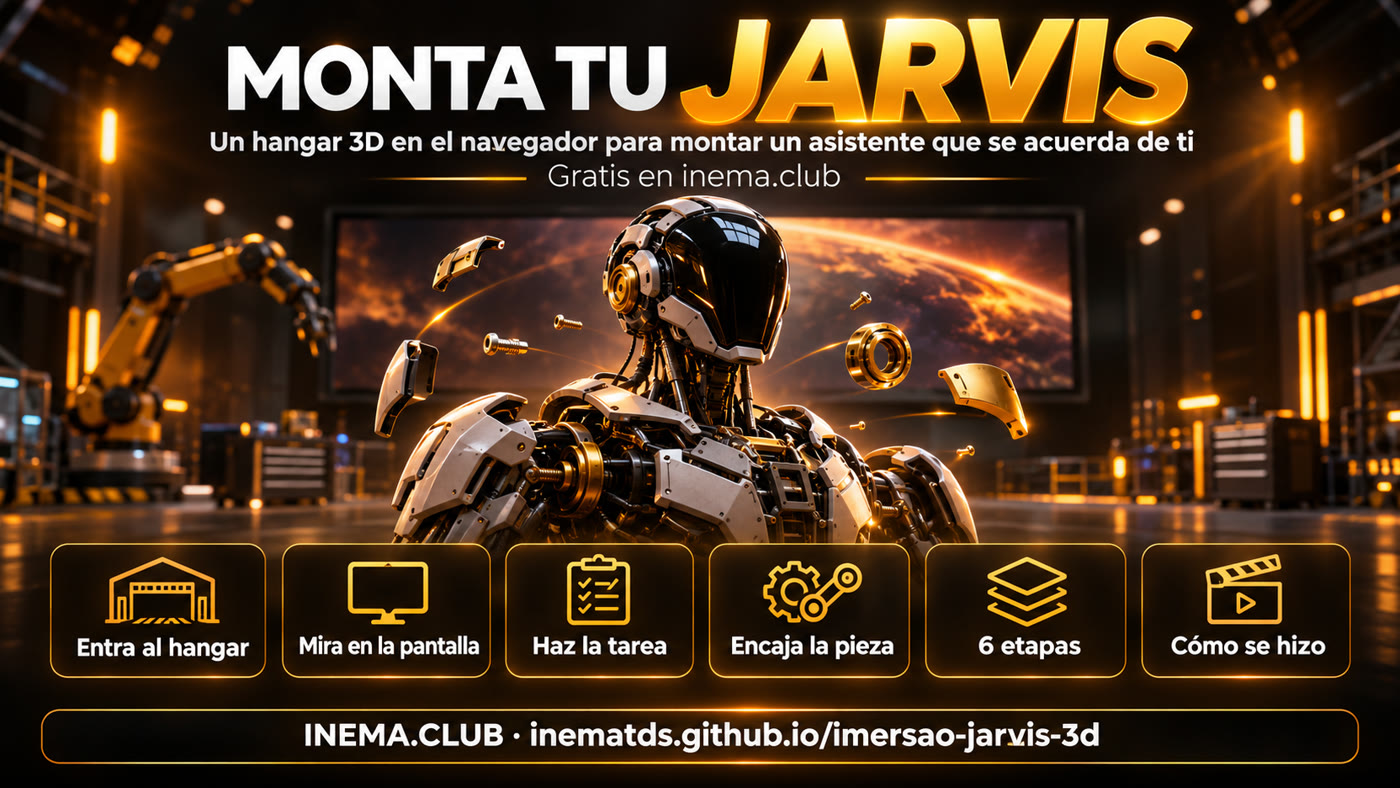 MONTA TU JARVIS
Un hangar 3D en el navegador para montar un asistente que se acuerda de ti
Gratis en inema.club
Entra al hangar
Mira en la pantalla
Haz la tarea
Encaja la pieza
6 etapas
Cómo se hizo
INEMA.CLUB · inematds.github.io/imersao-jarvis-3d